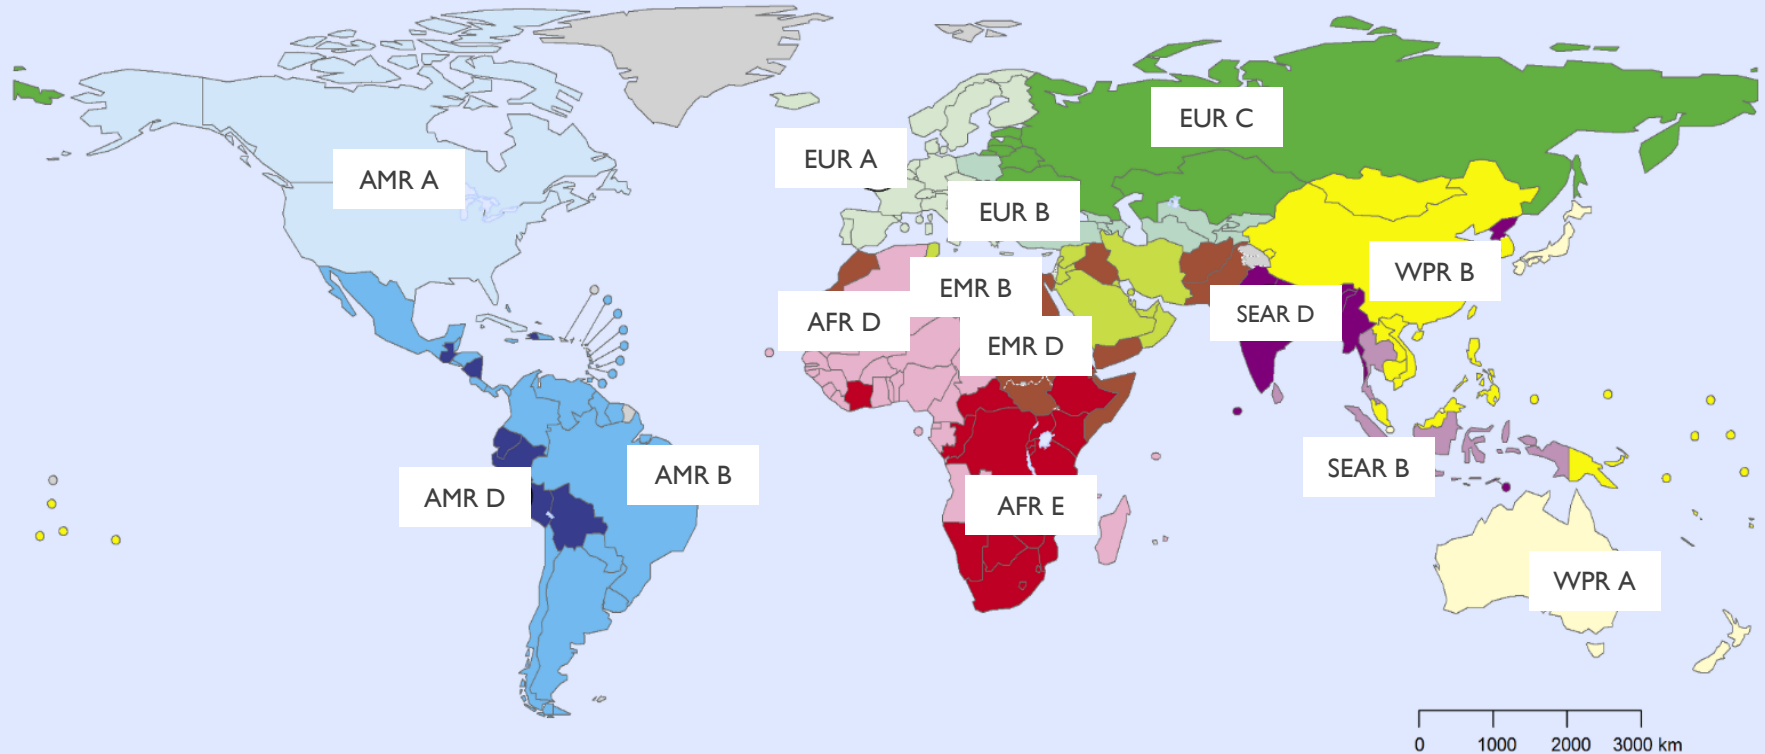 EUR C
EUR A
AMR A
EUR B
WPR B
EMR B
AFR D
SEAR D
EMR D
AMR B
SEAR B
AMR D
AFR E
WPR A
0 1000 2000 3000 km